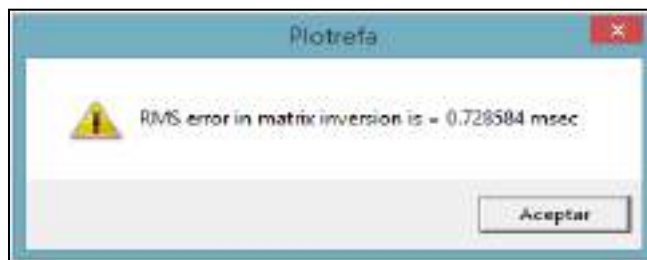 Plotrefa
RMS error in matrix inversion is = 0.728584 msec
Aceptar